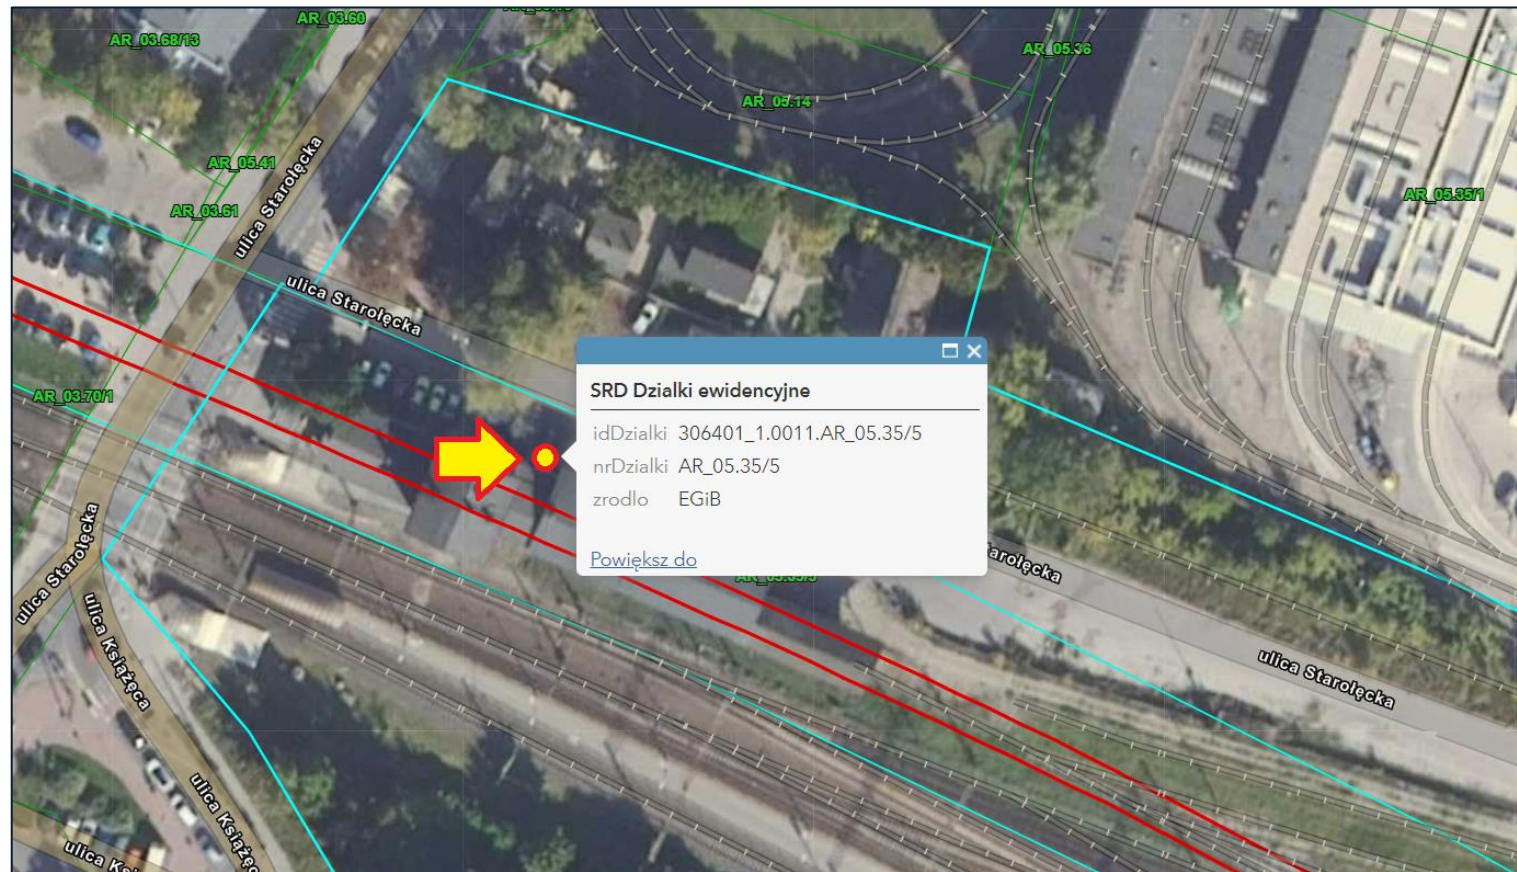 AR_03.60
AR_03.68/13
AR_05.36
AR_05.14
AR_05.41
AR_05.35/1
AR_03.61
ulica Starołęcka
ulica Starołęcka
SRD Dzialki ewidencyjne
idDzialki 306401_1.0011.AR_05.35/5
nrDzialki AR_05.35/5
zrodlo EGiB
Powiększ do
AR_03.70/1
ulica Starołęcka
ulica Starołęcka
ulica Książęca
ulica Książęca
ulica